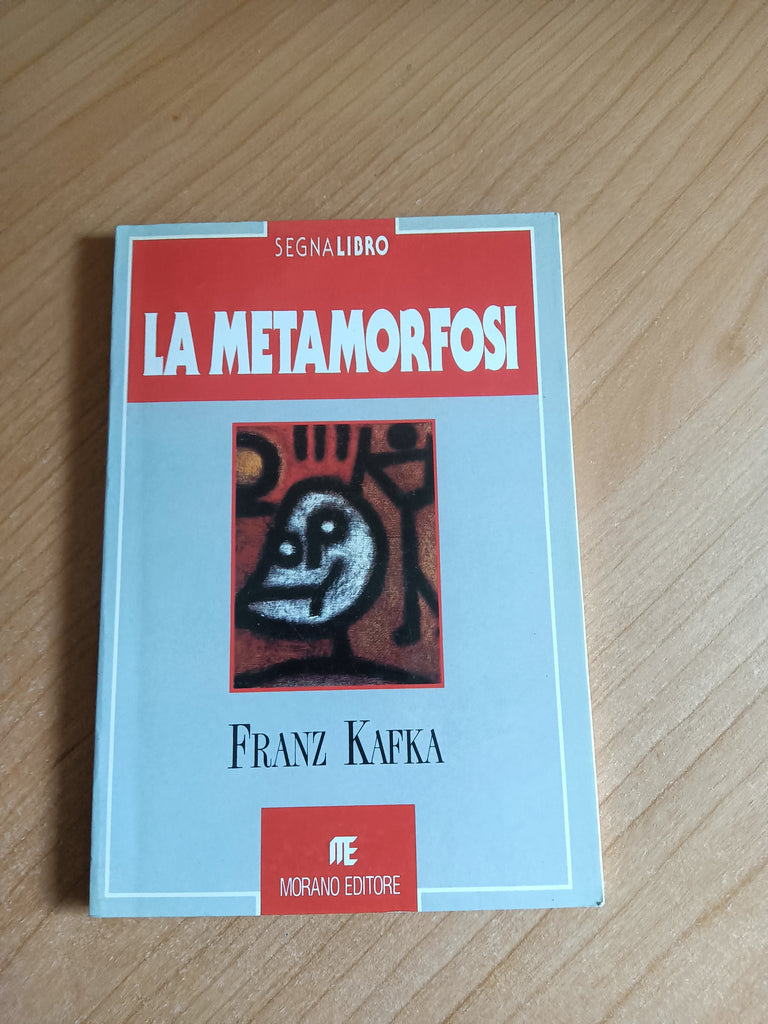 SEGNALIBRO
LA METAMORFOSI
FRANZ KAFKA
ME
MORANO EDITORE